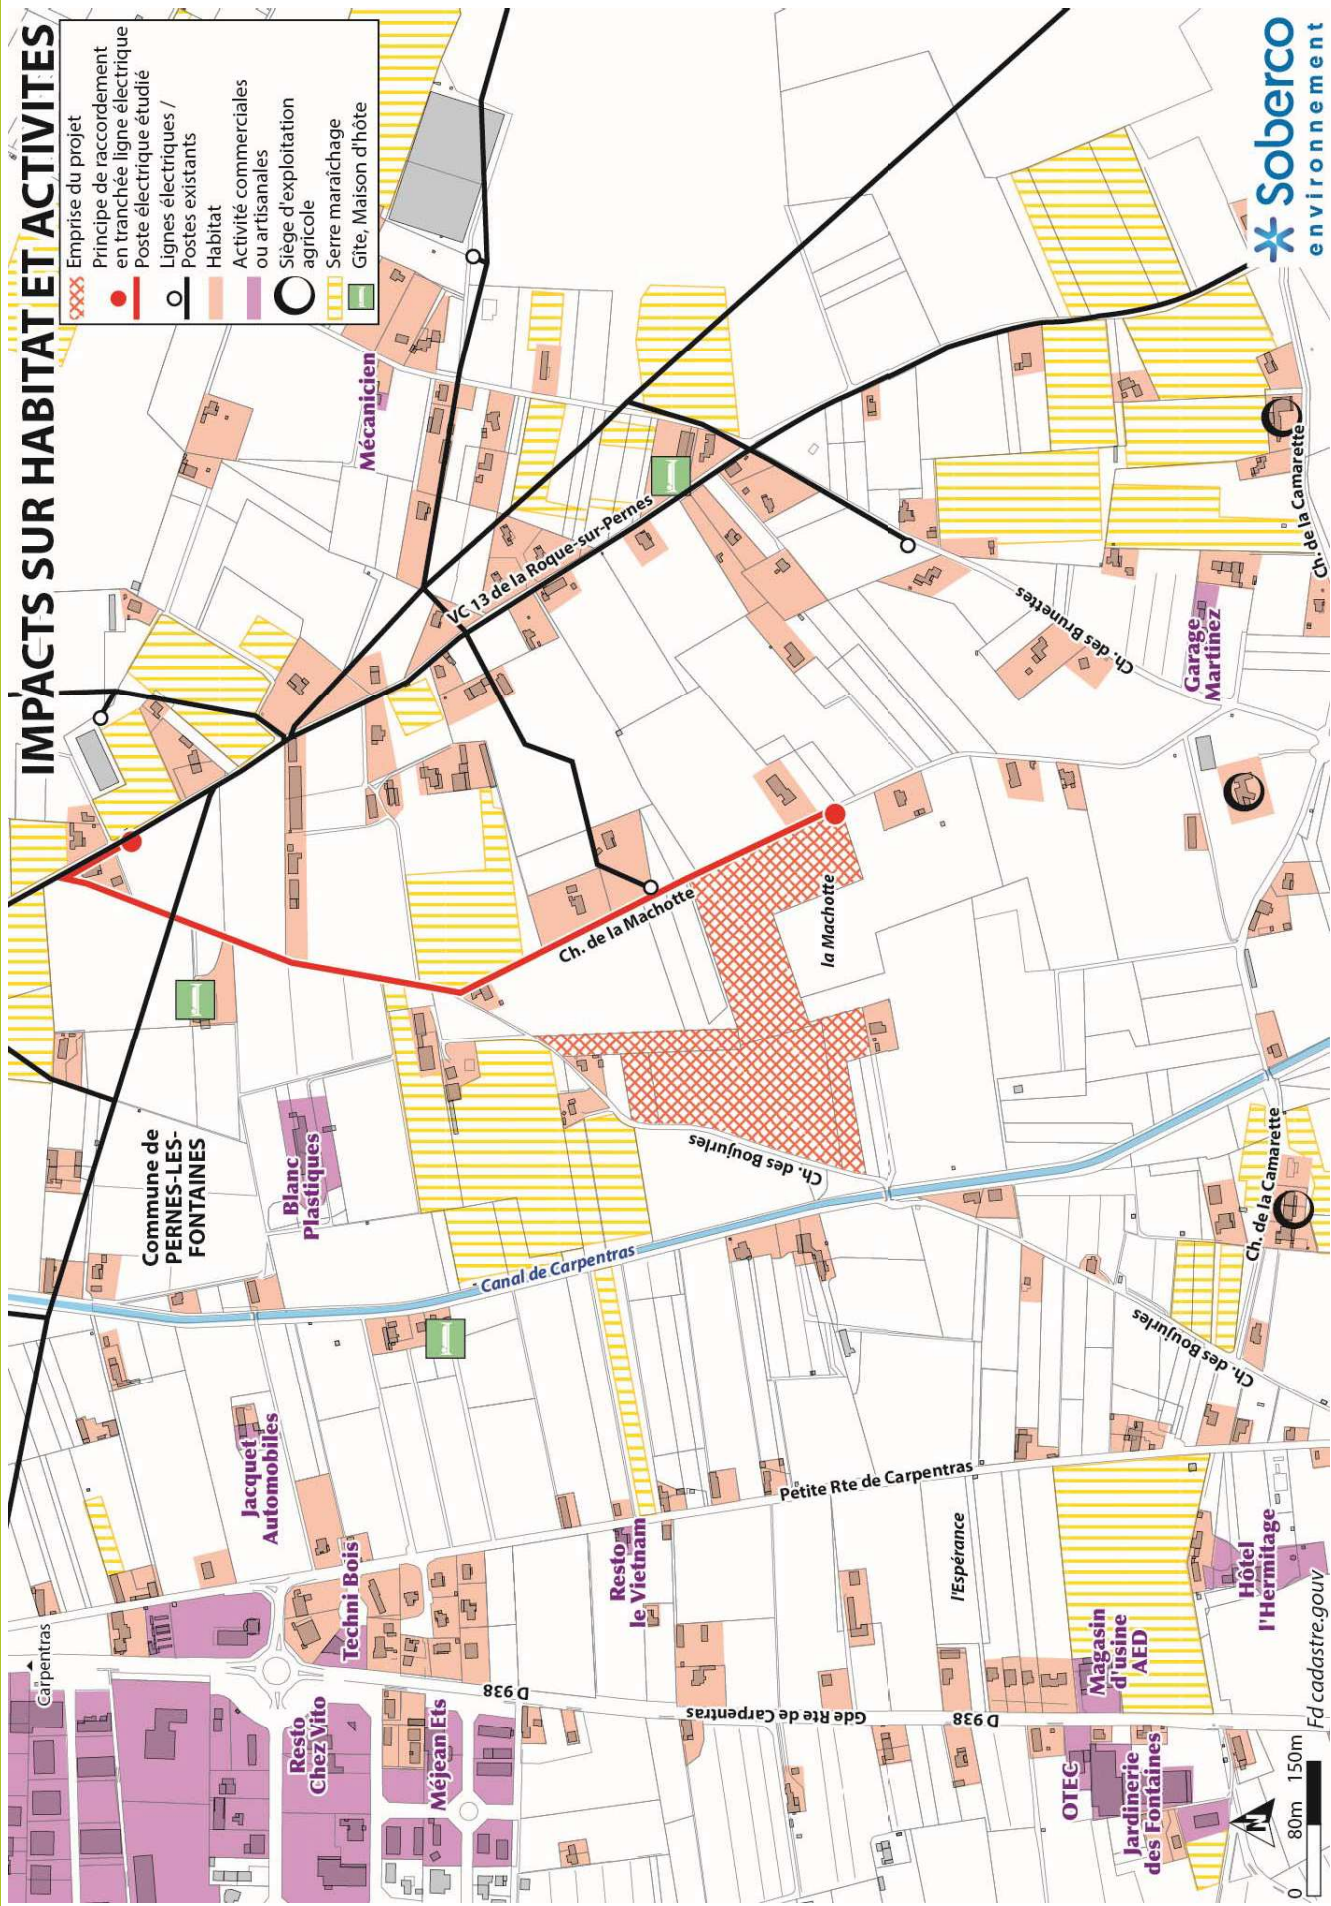 IMPACTS SUR HABITAT ET ACTIVITES
Emprise du projet
Principe de raccordement
en tranchée ligne électrique
Poste électrique étudié
Lignes électriques /
Postes existants
Habitat
Activité commerciales
ou artisanales
Siège d'exploitation
agricole
Serre maraîchage
Gîte, Maison d'hôte
Mécanicien
VC 13 de la Roque-sur-Pernes
Ch. des Brunettes
Garage
Martinez
Ch. de la Camarette
Ch. de la Machotte
la Machotte
Commune de
PERNES-LES-
FONTAINES
Blanc
Plastiques
Ch. des Boujurles
Canal de Carpentras
Ch. de la Camarette
Ch. des Boujurles
Jacquet
Automobiles
Petite Rte de Carpentras
Resto
le Vietnam
Techni Bois
l'Espérance
Hôtel
l'Hermitage
Magasin
d'usine
AED
Carpentras
D 938
Gde Rte de Carpentras
D 938
Resto
Chez Vito
Méjean Ets
OTEC
Jardinerie
des Fontaines
N
0 80m 150m
Fd cadastre.gouv
Soberco
environnement